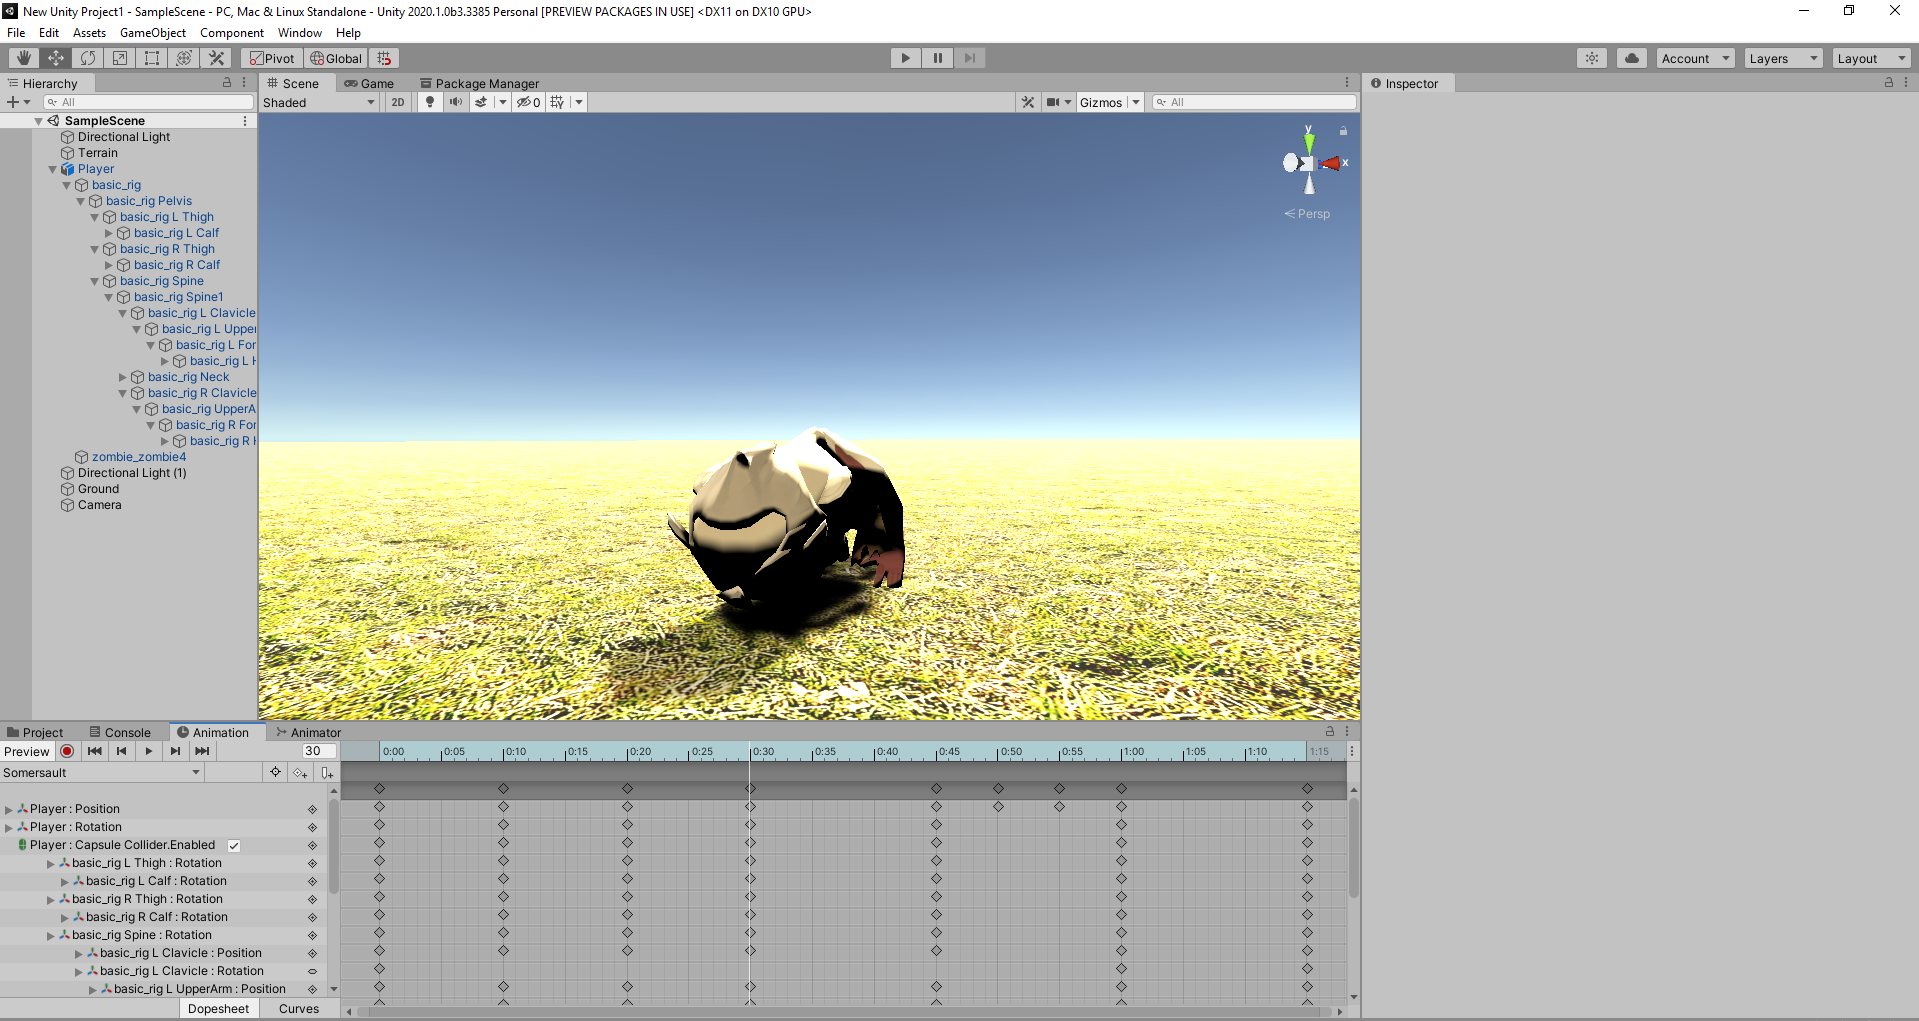 New Unity Project1 - SampleScene - PC, Mac & Linux Standalone - Unity 2020.1.0b3.3385 Personal [PREVIEW PACKAGES IN USE] <DX11 on DX10 GPU>
File Edit Assets GameObject Component Window Help
Pivot Global Account Layers Layout
Hierarchy Scene Game Package Manager Inspector
All Shaded 2D 0 Gizmos All
SampleScene
Directional Light
Terrain
Player
basic_rig
basic_rig Pelvis
basic_rig L Thigh
basic_rig L Calf
basic_rig R Thigh
basic_rig R Calf
basic_rig Spine
basic_rig Spine1
basic_rig L Clavicle
basic_rig L Upper
basic_rig L For
basic_rig L H
basic_rig Neck
basic_rig R Clavicle
basic_rig UpperA
basic_rig R For
basic_rig R H
zombie_zombie4
Directional Light (1)
Ground
Camera
y
x
Persp
Project Console Animation Animator
Preview 30 0:00 0:05 0:10 0:15 0:20 0:25 0:30 0:35 0:40 0:45 0:50 0:55 1:00 1:05 1:10 1:15
Somersault
Player : Position
Player : Rotation
Player : Capsule Collider.Enabled
basic_rig L Thigh : Rotation
basic_rig L Calf : Rotation
basic_rig R Thigh : Rotation
basic_rig R Calf : Rotation
basic_rig Spine : Rotation
basic_rig L Clavicle : Position
basic_rig L Clavicle : Rotation
basic_rig L UpperArm : Position
Dopesheet Curves